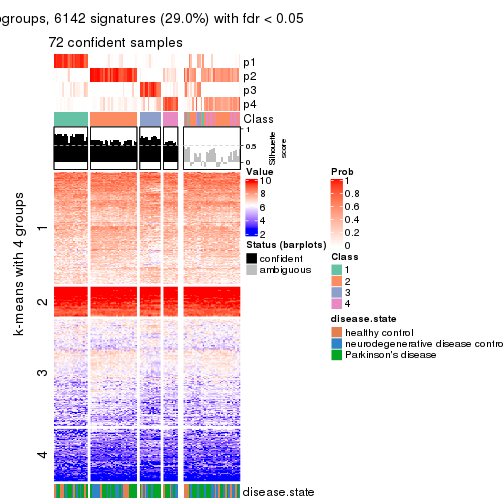 groups, 6142 signatures (29.0%) with fdr < 0.05
72 confident samples
p1
p2
p3
p4
Class
1
0.5
0
Silhouette
score
k-means with 4 groups
1
2
3
4
disease.state
Value
10
8
6
4
2
Status (barplots)
confident
ambiguous
Prob
1
0.8
0.6
0.4
0.2
0
Class
1
2
3
4
disease.state
healthy control
neurodegenerative disease contro
Parkinson's disease